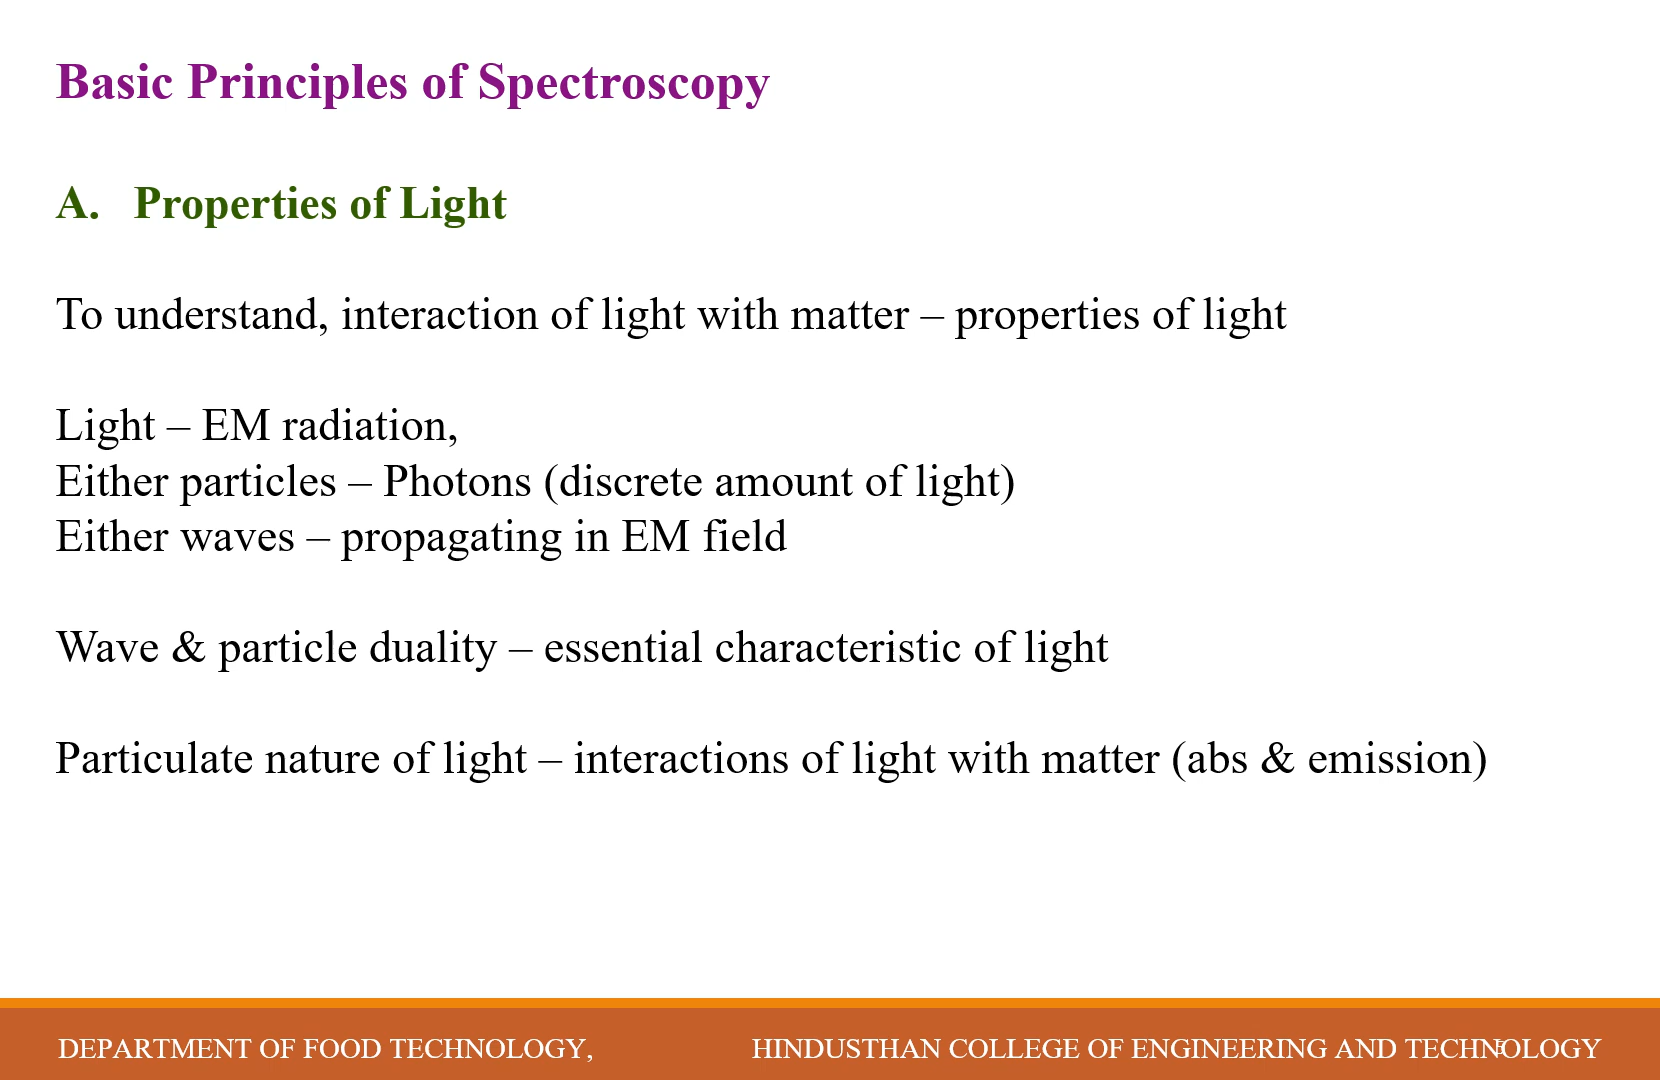 Basic Principles of Spectroscopy
A. Properties of Light
To understand, interaction of light with matter – properties of light
Light – EM radiation,
Either particles – Photons (discrete amount of light)
Either waves – propagating in EM field
Wave & particle duality – essential characteristic of light
Particulate nature of light – interactions of light with matter (abs & emission)
DEPARTMENT OF FOOD TECHNOLOGY, HINDUSTHAN COLLEGE OF ENGINEERING AND TECHNOLOGY